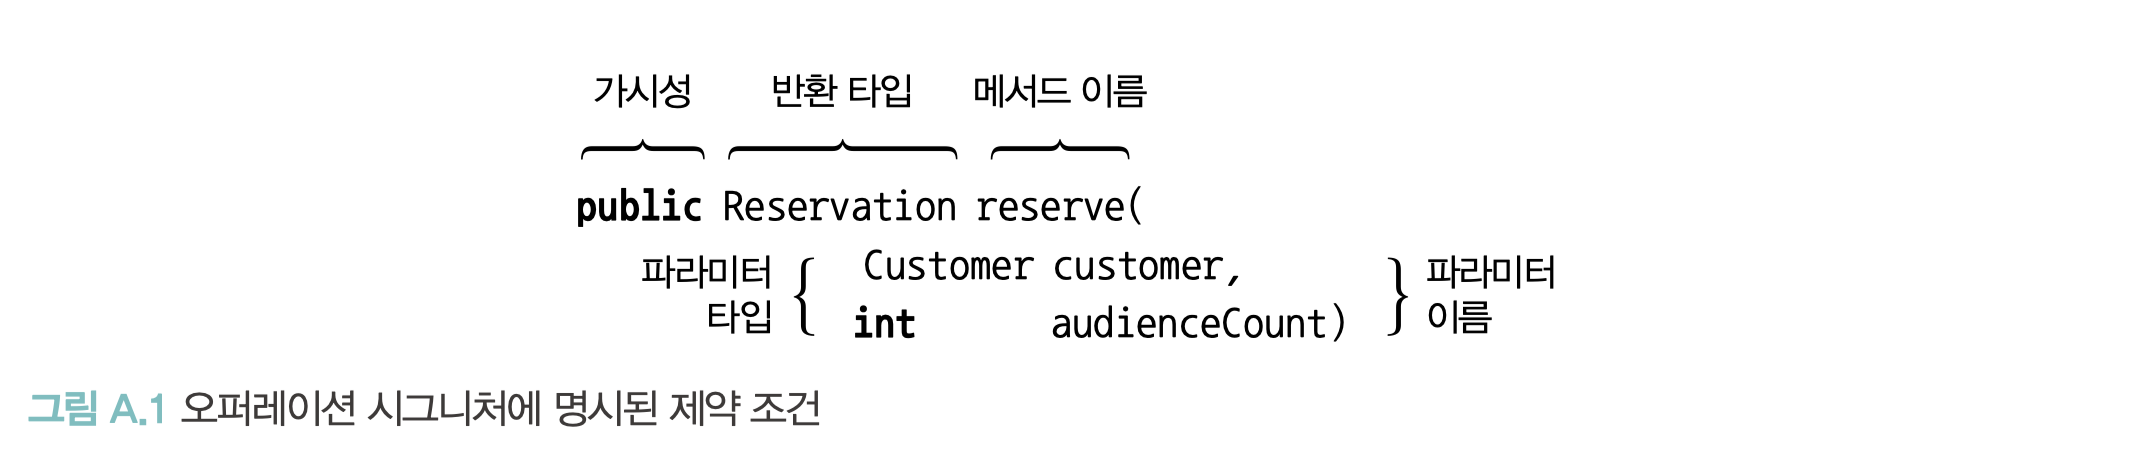 가시성 반환 타입 메서드 이름
public Reservation reserve(
파라미터 Customer customer, 파라미터
타입 int audienceCount) 이름
그림 A.1 오퍼레이션 시그니처에 명시된 제약 조건